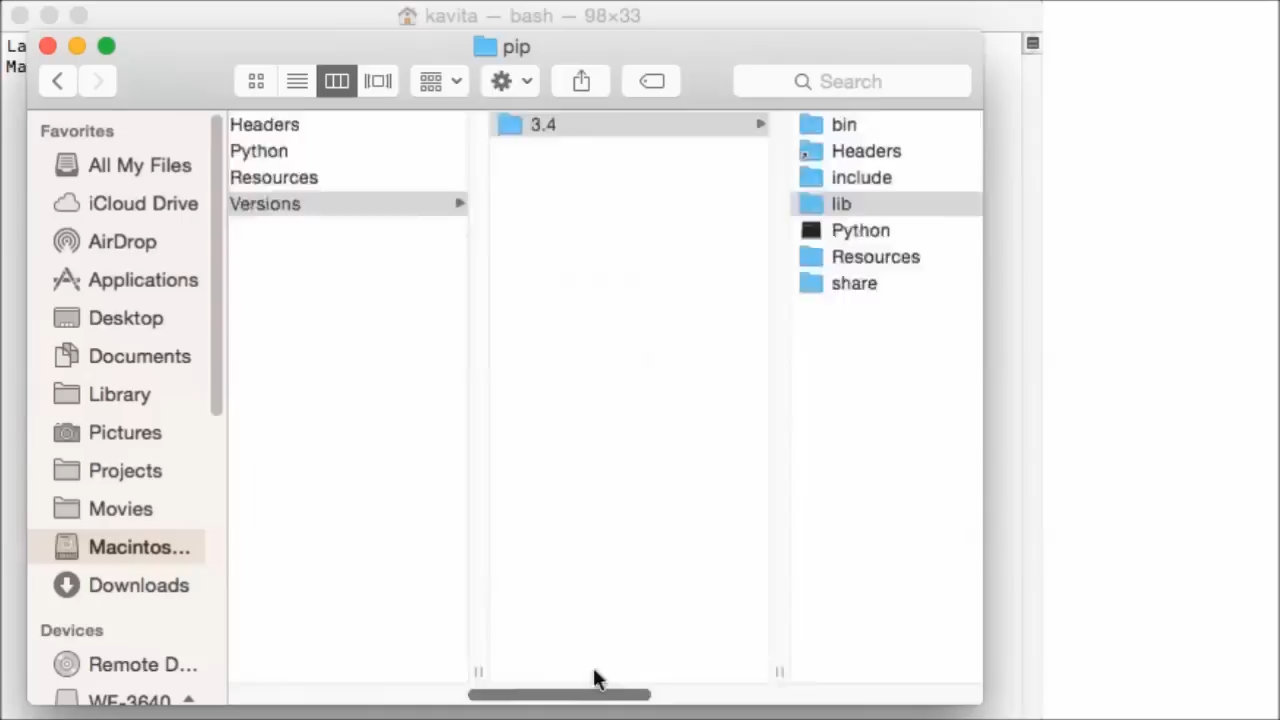 kavita — bash — 98×33
La
Ma
pip
Search
Favorites
All My Files
iCloud Drive
AirDrop
Applications
Desktop
Documents
Library
Pictures
Projects
Movies
Macintos...
Downloads
Devices
Remote D...
WF-3640
Headers
Python
Resources
Versions
3.4
bin
Headers
include
lib
Python
Resources
share